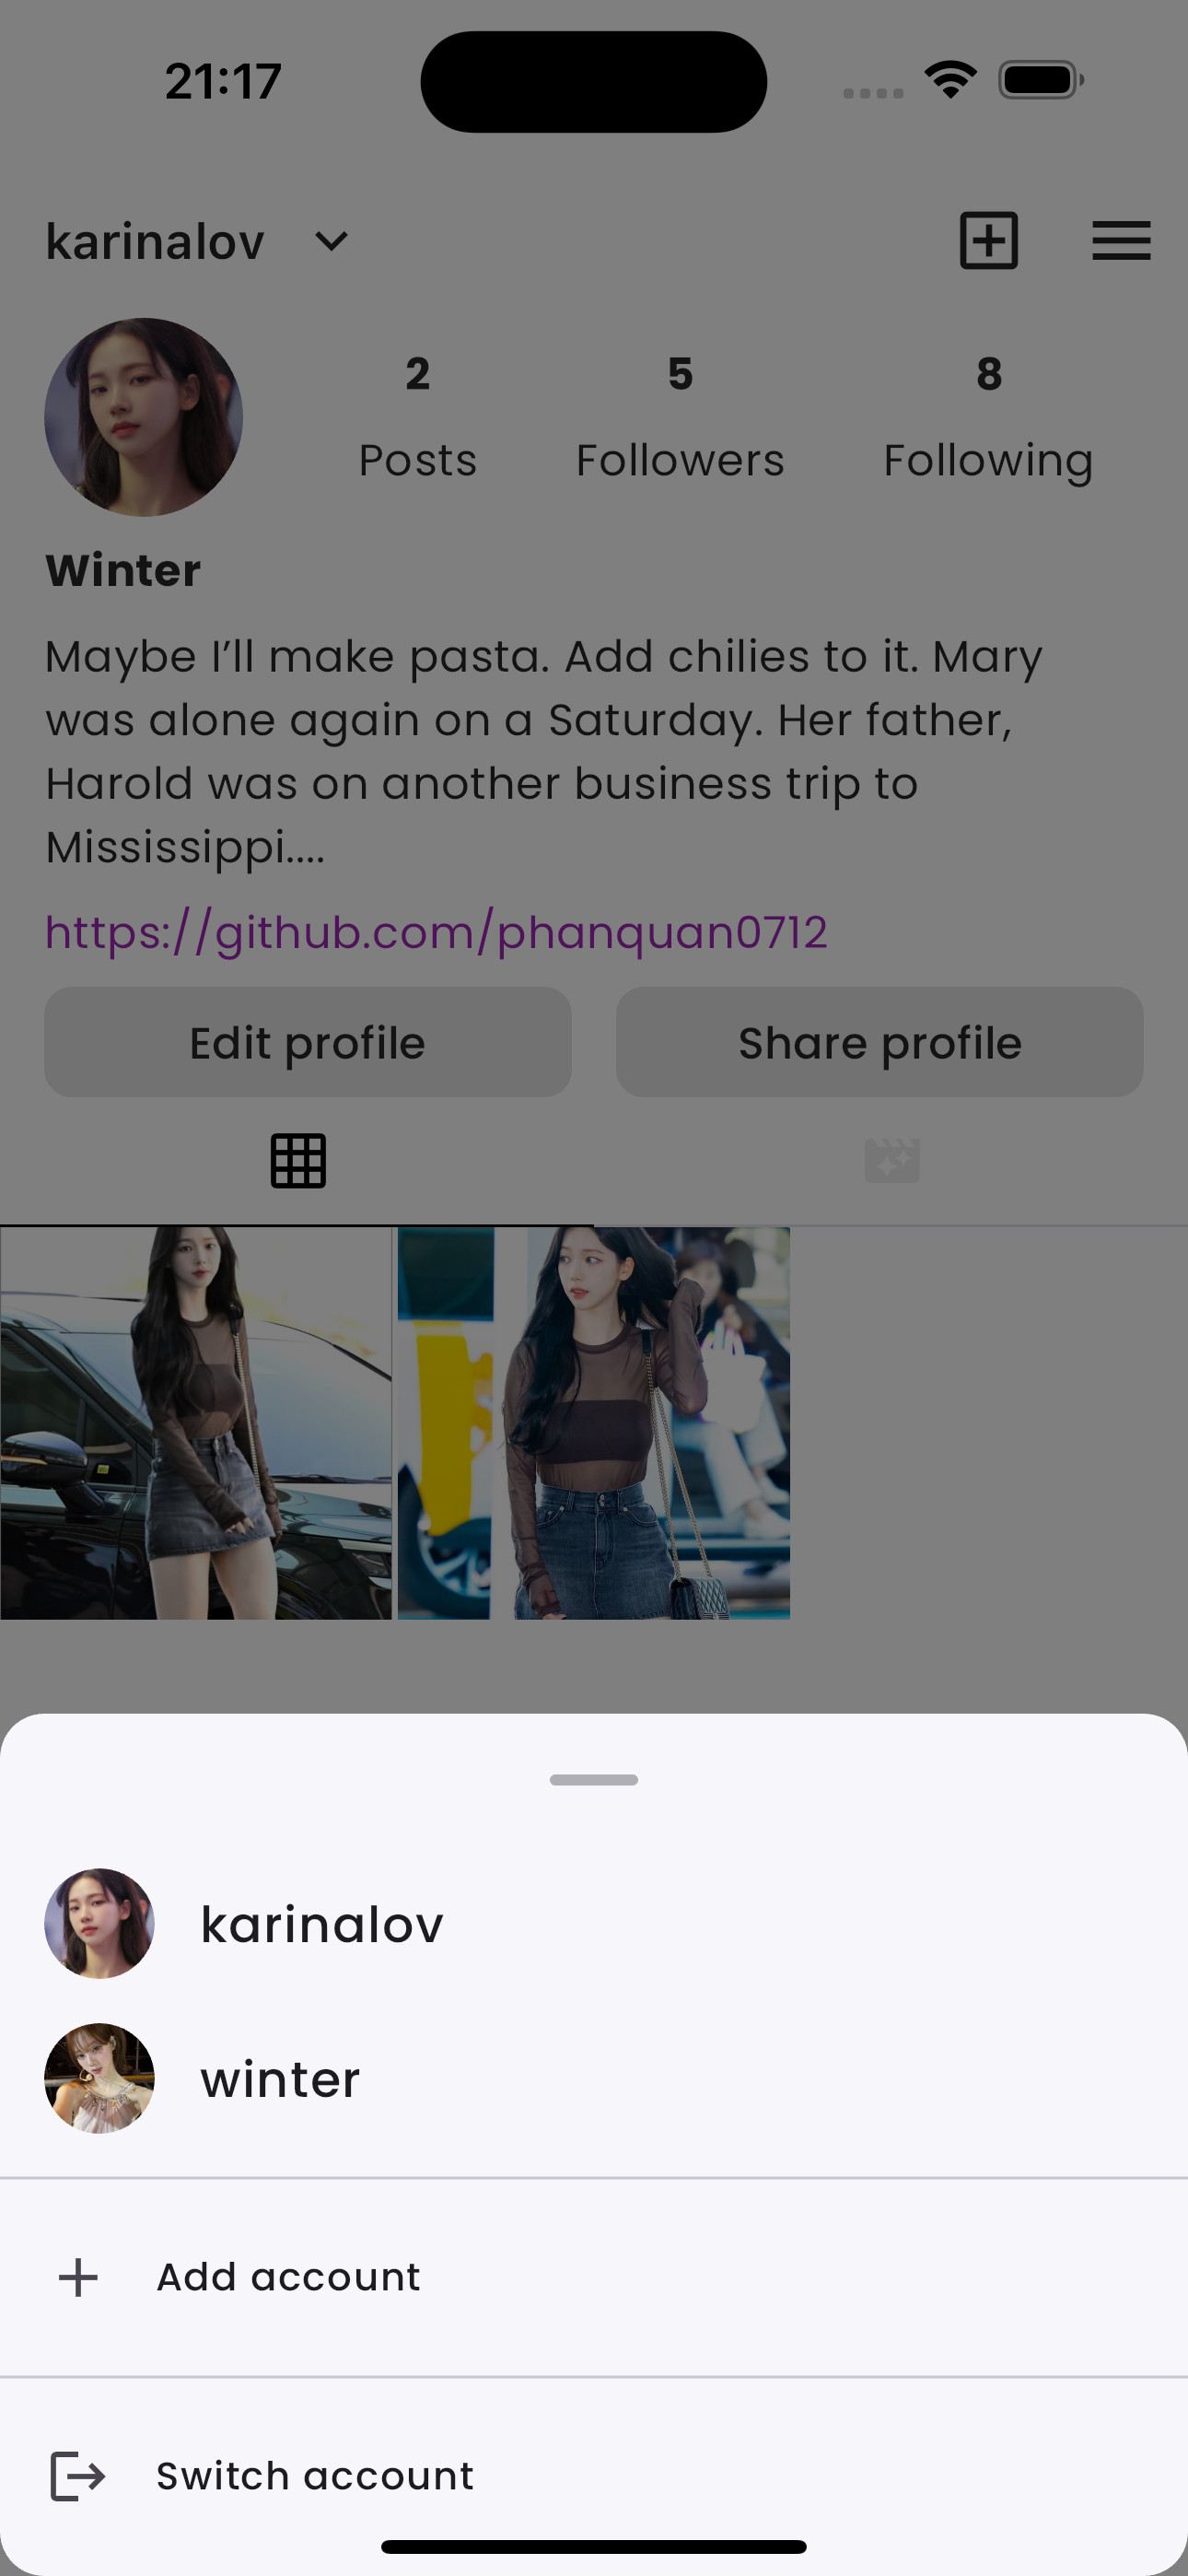 21:17
karinalov
2
5
8
Posts
Followers
Following
Winter
Maybe I’ll make pasta. Add chilies to it. Mary
was alone again on a Saturday. Her father,
Harold was on another business trip to
Mississippi....
https://github.com/phanquan0712
Edit profile
Share profile
karinalov
winter
Add account
Switch account